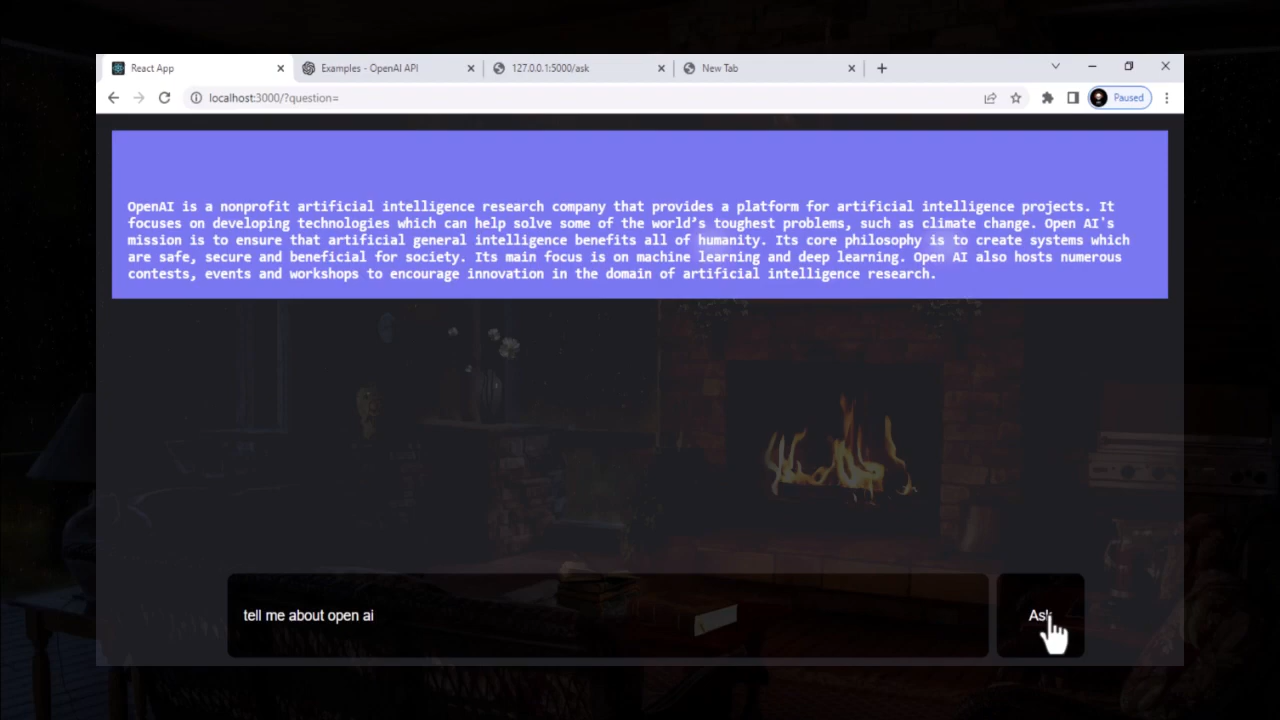 React App
Examples - OpenAI API
127.0.0.1:5000/ask
New Tab
localhost:3000/?question=
Paused
OpenAI is a nonprofit artificial intelligence research company that provides a platform for artificial intelligence projects. It
focuses on developing technologies which can help solve some of the world’s toughest problems, such as climate change. Open AI's
mission is to ensure that artificial general intelligence benefits all of humanity. Its core philosophy is to create systems which
are safe, secure and beneficial for society. Its main focus is on machine learning and deep learning. Open AI also hosts numerous
contests, events and workshops to encourage innovation in the domain of artificial intelligence research.
tell me about open ai
Ask